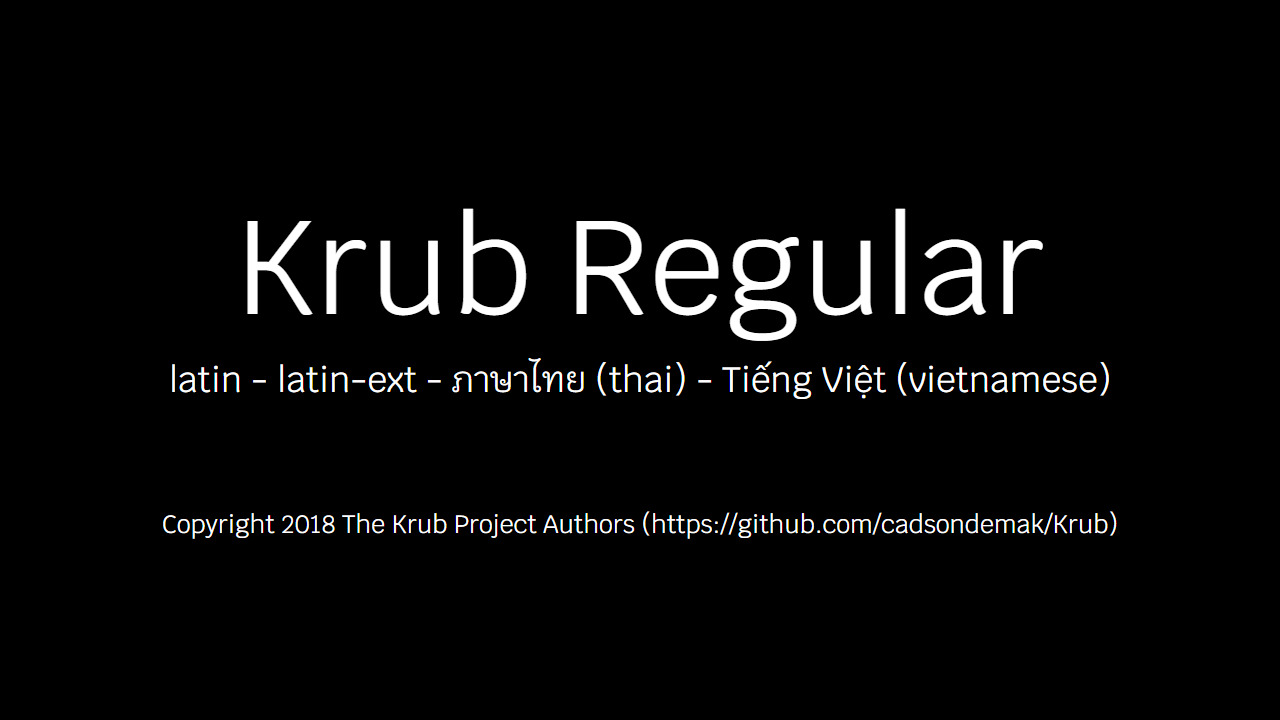 Krub Regular
latin - latin-ext - ภาษาไทย (thai) - Tiếng Việt (vietnamese)
Copyright 2018 The Krub Project Authors (https://github.com/cadsondemak/Krub)